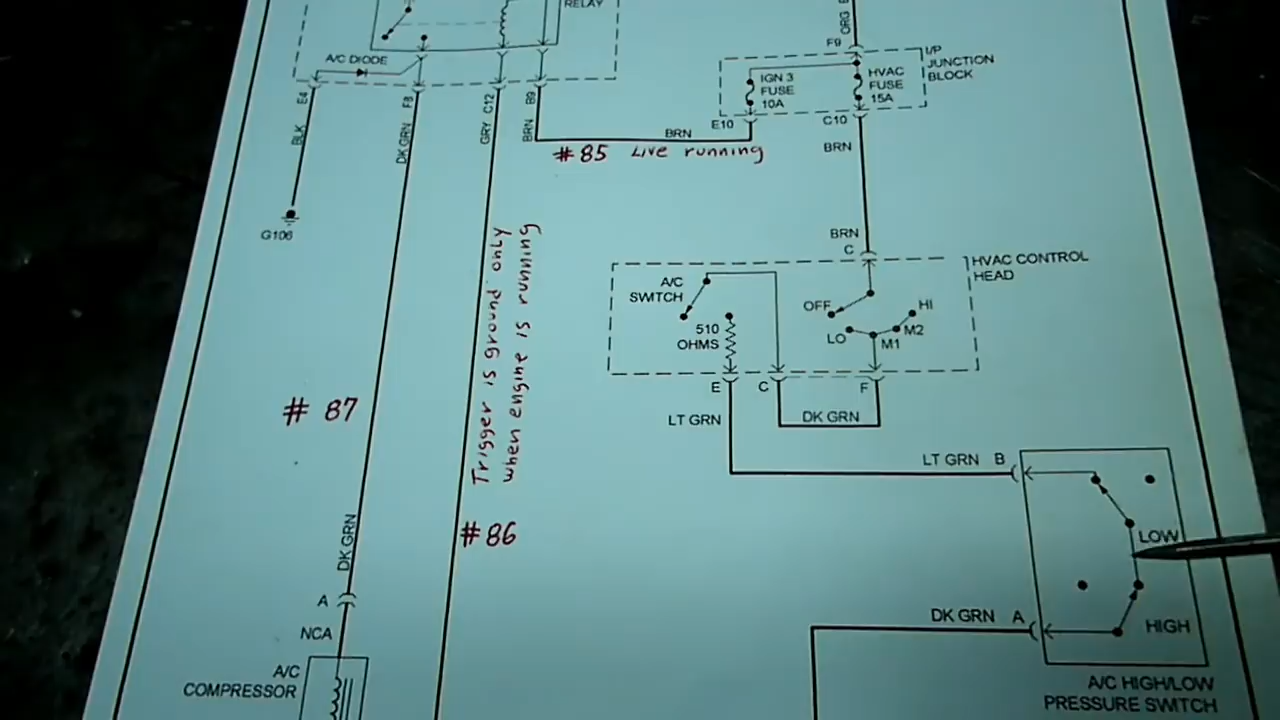 RELAY
ORG
F9
I/P
JUNCTION
BLOCK
IGN 3
FUSE
10A
HVAC
FUSE
15A
A/C DIODE
E4
F8
C12
B9
E10
C10
BLK
DK GRN
GRY
BRN
BRN
BRN
#85 Live running
G106
BRN
C
HVAC CONTROL
HEAD
A/C
SWITCH
510
OHMS
OFF
LO
M1
M2
HI
Trigger is ground only
when engine is running
E
C
F
LT GRN
DK GRN
# 87
#86
LT GRN B
LOW
DK GRN
A
NCA
DK GRN A
HIGH
A/C
COMPRESSOR
A/C HIGH/LOW
PRESSURE SWITCH